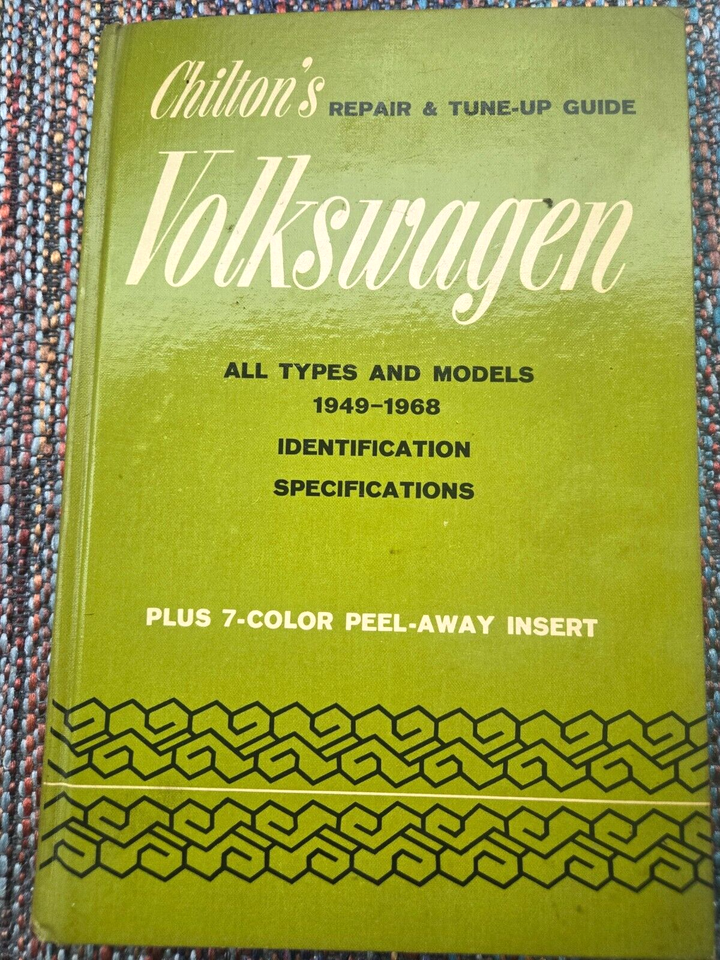 Chilton's REPAIR & TUNE-UP GUIDE
Volkswagen
ALL TYPES AND MODELS
1949-1968
IDENTIFICATION
SPECIFICATIONS
PLUS 7-COLOR PEEL-AWAY INSERT